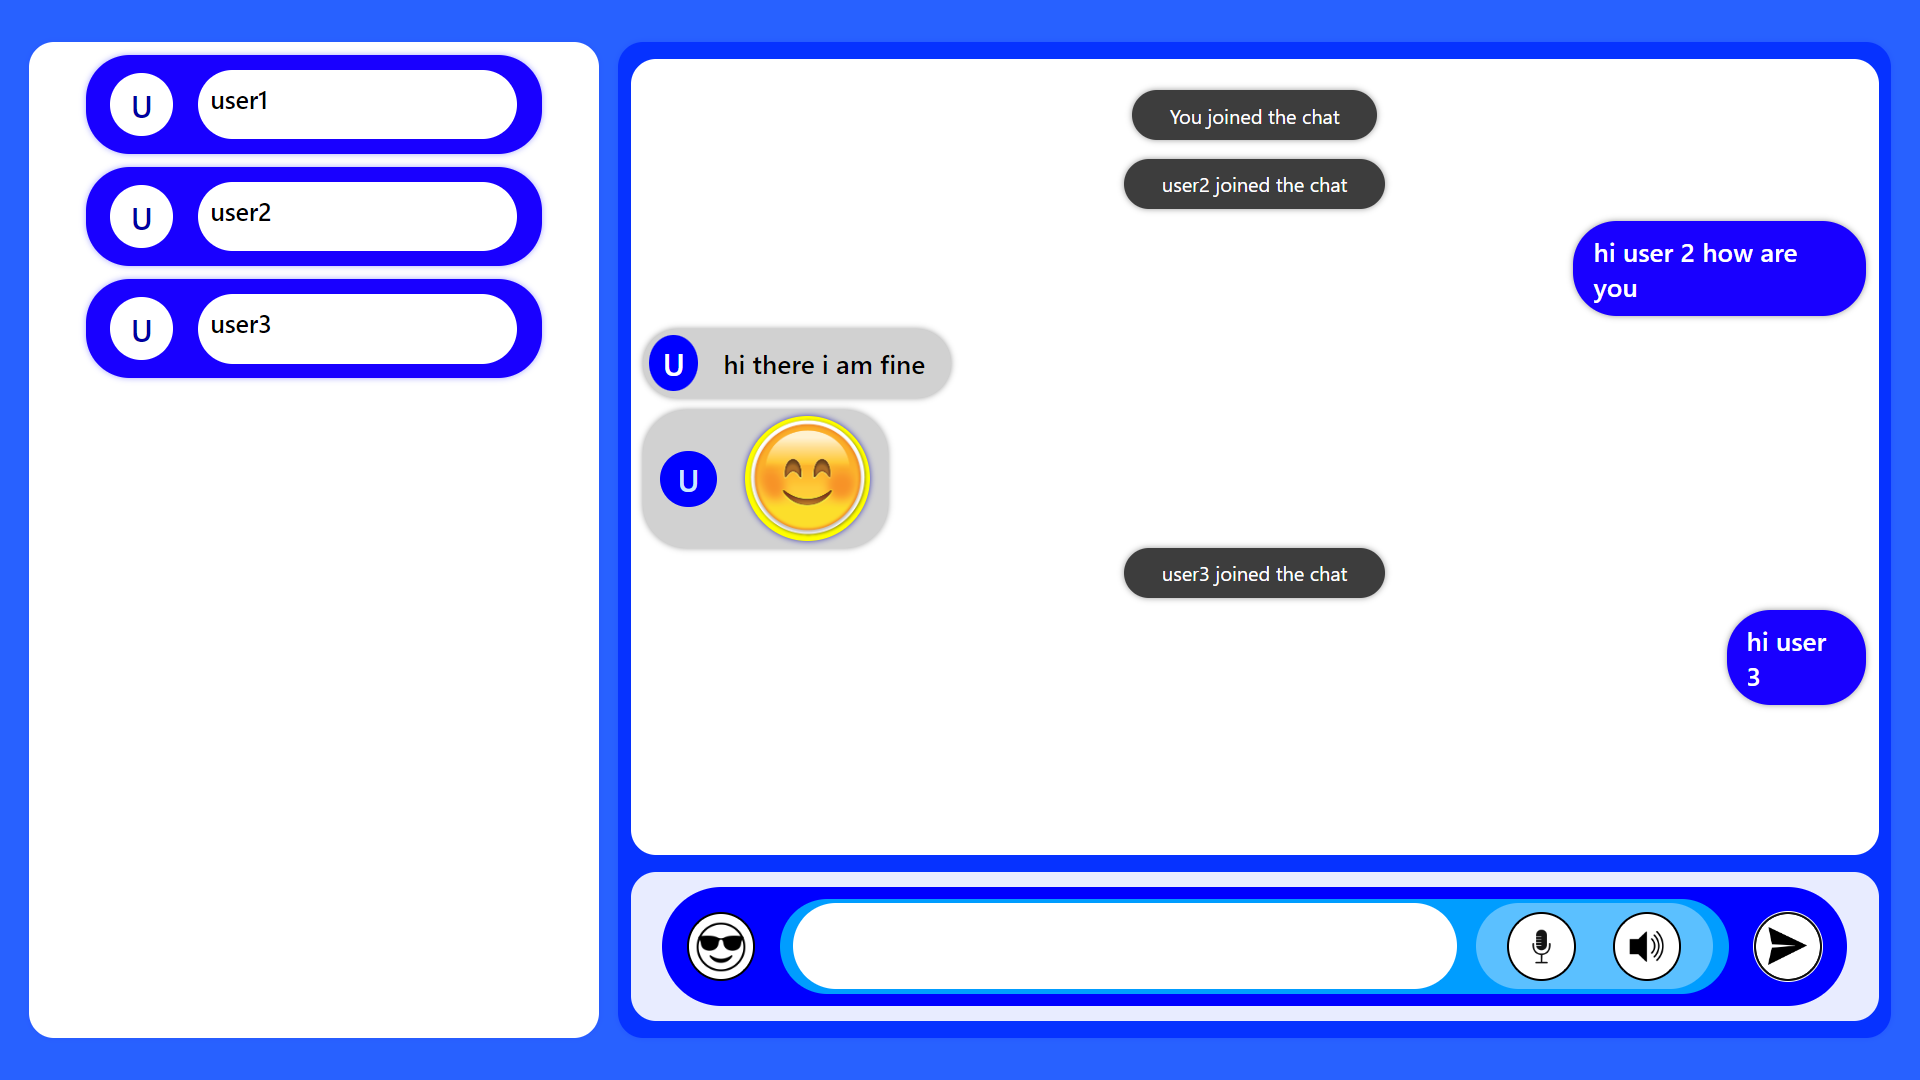 U
user1
U
user2
U
user3
You joined the chat
user2 joined the chat
hi user 2 how are
you
U
hi there i am fine
U
user3 joined the chat
hi user
3